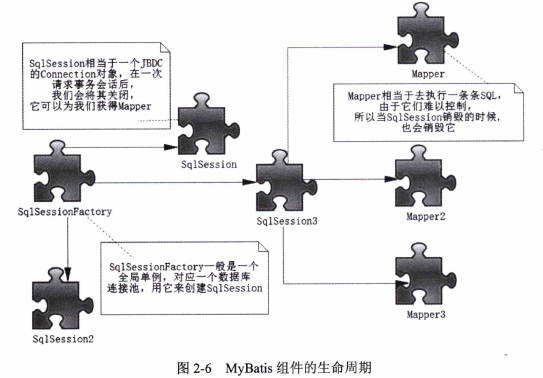 Mapper
SqlSession相当于一个JBDC
的Connection对象，在一次
请求事务会话后，
我们会将其关闭，
它可以为我们获得Mapper
Mapper相当于去执行一条条SQL，
由于它们难以控制，
所以当SqlSession销毁的时候，
也会销毁它
SqlSession
SqlSessionFactory
SqlSession3
Mapper2
SqlSessionFactory一般是一个
全局单例，对应一个数据库
连接池，用它来创建SqlSession
SqlSession2
Mapper3
图 2-6 MyBatis 组件的生命周期